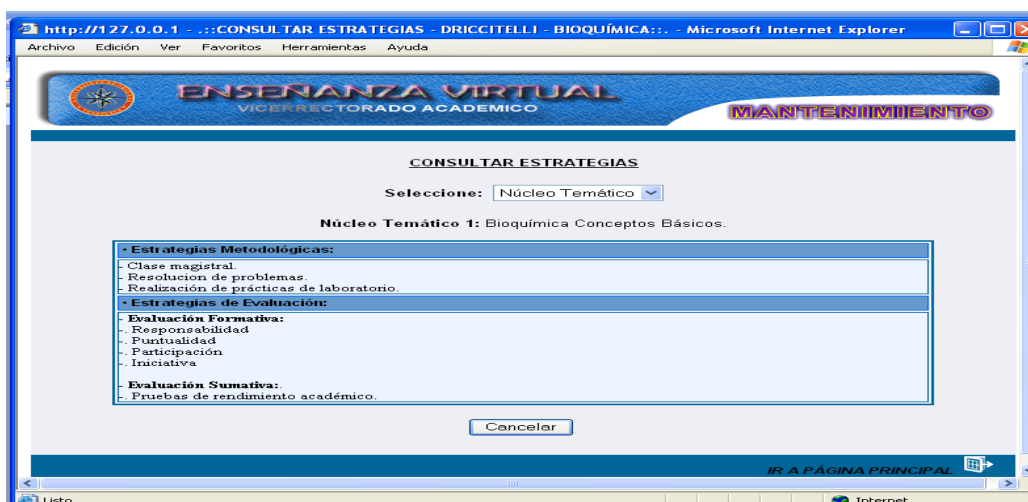 http://127.0.0.1 - .::CONSULTAR ESTRATEGIAS - DRICCITELLI - BIOQUÍMICA::. - Microsoft Internet Explorer
Archivo Edición Ver Favoritos Herramientas Ayuda
ENSEÑANZA VIRTUAL
VICERRECTORADO ACADEMICO
MANTENIMIENTO
CONSULTAR ESTRATEGIAS
Seleccione: Núcleo Temático
Núcleo Temático 1: Bioquímica Conceptos Básicos.
• Estrategias Metodológicas:
- Clase magistral.
- Resolucion de problemas.
- Realización de prácticas de laboratorio.
• Estrategias de Evaluación:
- Evaluación Formativa:
-. Responsabilidad
-. Puntualidad
-. Participación
-. Iniciativa
- Evaluación Sumativa:.
-. Pruebas de rendimiento académico.
Cancelar
IR A PÁGINA PRINCIPAL
Listo Internet